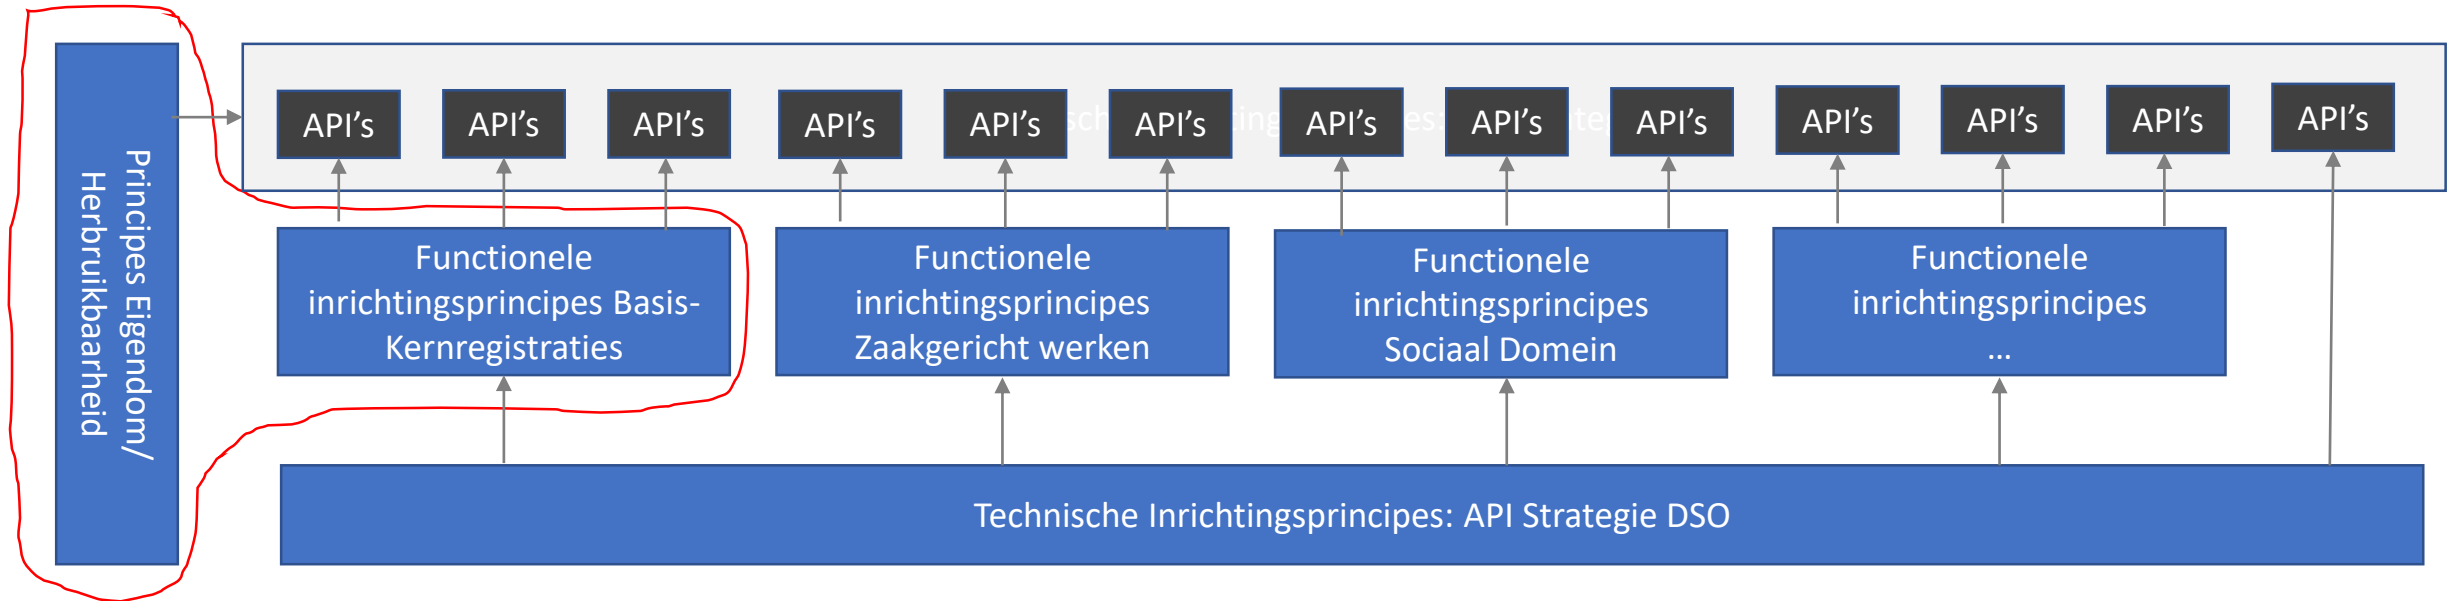 Principes Eigendom/
Herbruikbaarheid
API's
API's
API's
API's
API's
API's
API's
API's
API's
API's
API's
API's
API's
Functionele
inrichtingsprincipes Basis-
Kernregistraties
Functionele
inrichtingsprincipes
Zaakgericht werken
Functionele
inrichtingsprincipes
Sociaal Domein
Functionele
inrichtingsprincipes
...
Technische Inrichtingsprincipes: API Strategie DSO